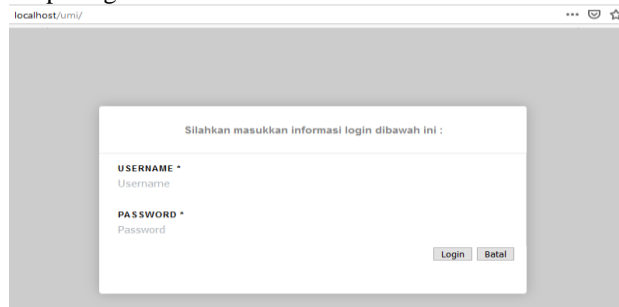 localhost/umi/
Silahkan masukkan informasi login dibawah ini :
USERNAME *
Username
PASSWORD *
Password
Login Batal